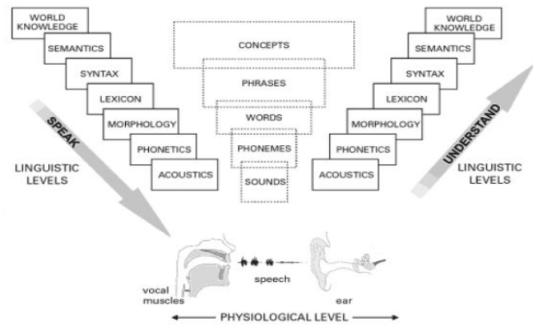 WORLD
KNOWLEDGE
SEMANTICS
SYNTAX
LEXICON
MORPHOLOGY
PHONETICS
ACOUSTICS
SPEAK
LINGUISTIC
LEVELS
CONCEPTS
PHRASES
WORDS
PHONEMES
SOUNDS
WORLD
KNOWLEDGE
SEMANTICS
SYNTAX
LEXICON
MORPHOLOGY
PHONETICS
ACOUSTICS
UNDERSTAND
LINGUISTIC
LEVELS
vocal
muscles
speech
ear
PHYSIOLOGICAL LEVEL